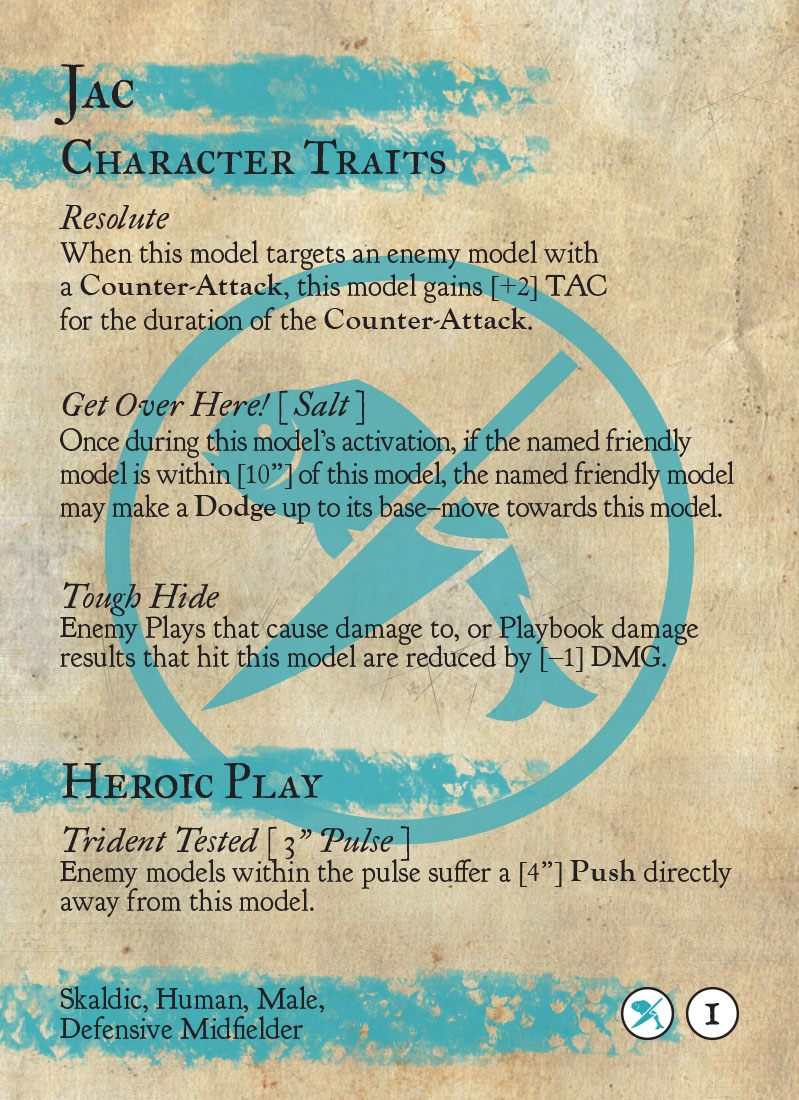 Jac
Character Traits
Resolute
When this model targets an enemy model with
a Counter-Attack, this model gains [+2] TAC
for the duration of the Counter-Attack.
Get Over Here! [ Salt ]
Once during this model's activation, if the named friendly
model is within [10”] of this model, the named friendly model
may make a Dodge up to its base–move towards this model.
Tough Hide
Enemy Plays that cause damage to, or Playbook damage
results that hit this model are reduced by [–1] DMG.
Heroic Play
Trident Tested [ 3” Pulse ]
Enemy models within the pulse suffer a [4”] Push directly
away from this model.
Skaldic, Human, Male,
Defensive Midfielder
1